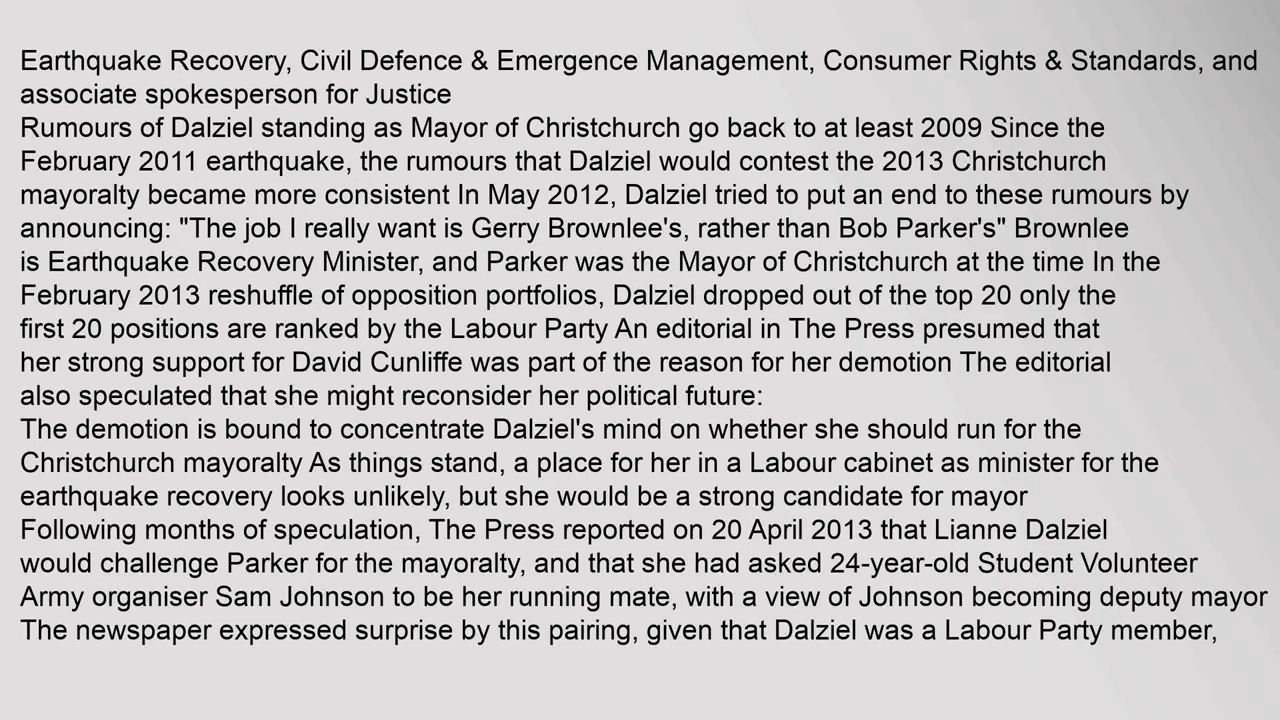 Earthquake Recovery, Civil Defence & Emergence Management, Consumer Rights & Standards, and
associate spokesperson for Justice
Rumours of Dalziel standing as Mayor of Christchurch go back to at least 2009 Since the
February 2011 earthquake, the rumours that Dalziel would contest the 2013 Christchurch
mayoralty became more consistent In May 2012, Dalziel tried to put an end to these rumours by
announcing: "The job I really want is Gerry Brownlee's, rather than Bob Parker's" Brownlee
is Earthquake Recovery Minister, and Parker was the Mayor of Christchurch at the time In the
February 2013 reshuffle of opposition portfolios, Dalziel dropped out of the top 20 only the
first 20 positions are ranked by the Labour Party An editorial in The Press presumed that
her strong support for David Cunliffe was part of the reason for her demotion The editorial
also speculated that she might reconsider her political future:
The demotion is bound to concentrate Dalziel's mind on whether she should run for the
Christchurch mayoralty As things stand, a place for her in a Labour cabinet as minister for the
earthquake recovery looks unlikely, but she would be a strong candidate for mayor
Following months of speculation, The Press reported on 20 April 2013 that Lianne Dalziel
would challenge Parker for the mayoralty, and that she had asked 24-year-old Student Volunteer
Army organiser Sam Johnson to be her running mate, with a view of Johnson becoming deputy mayor
The newspaper expressed surprise by this pairing, given that Dalziel was a Labour Party member,